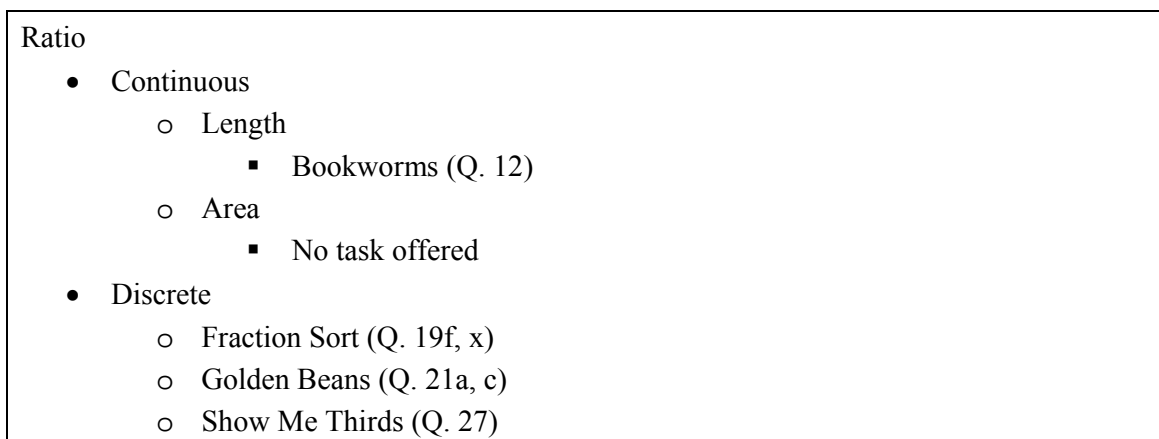 Ratio
• Continuous
o Length
▪ Bookworms (Q. 12)
o Area
▪ No task offered
• Discrete
o Fraction Sort (Q. 19f, x)
o Golden Beans (Q. 21a, c)
o Show Me Thirds (Q. 27)